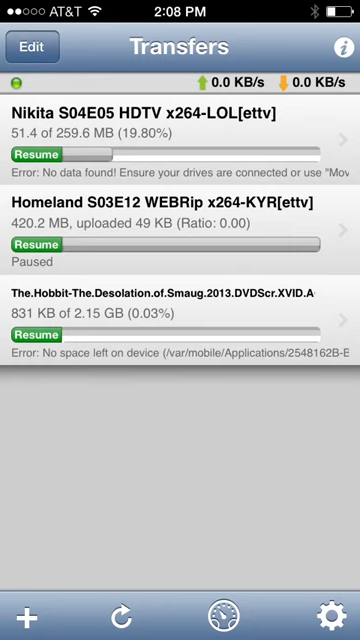 AT&T 2:08 PM
Edit Transfers
0.0 KB/s 0.0 KB/s
Nikita S04E05 HDTV x264-LOL[ettv]
51.4 of 259.6 MB (19.80%)
Resume
Error: No data found! Ensure your drives are connected or use "Mov
Homeland S03E12 WEBRip x264-KYR[ettv]
420.2 MB, uploaded 49 KB (Ratio: 0.00)
Resume
Paused
The.Hobbit-The.Desolation.of.Smaug.2013.DVDScr.XVID.A
831 KB of 2.15 GB (0.03%)
Resume
Error: No space left on device (/var/mobile/Applications/2548162B-E